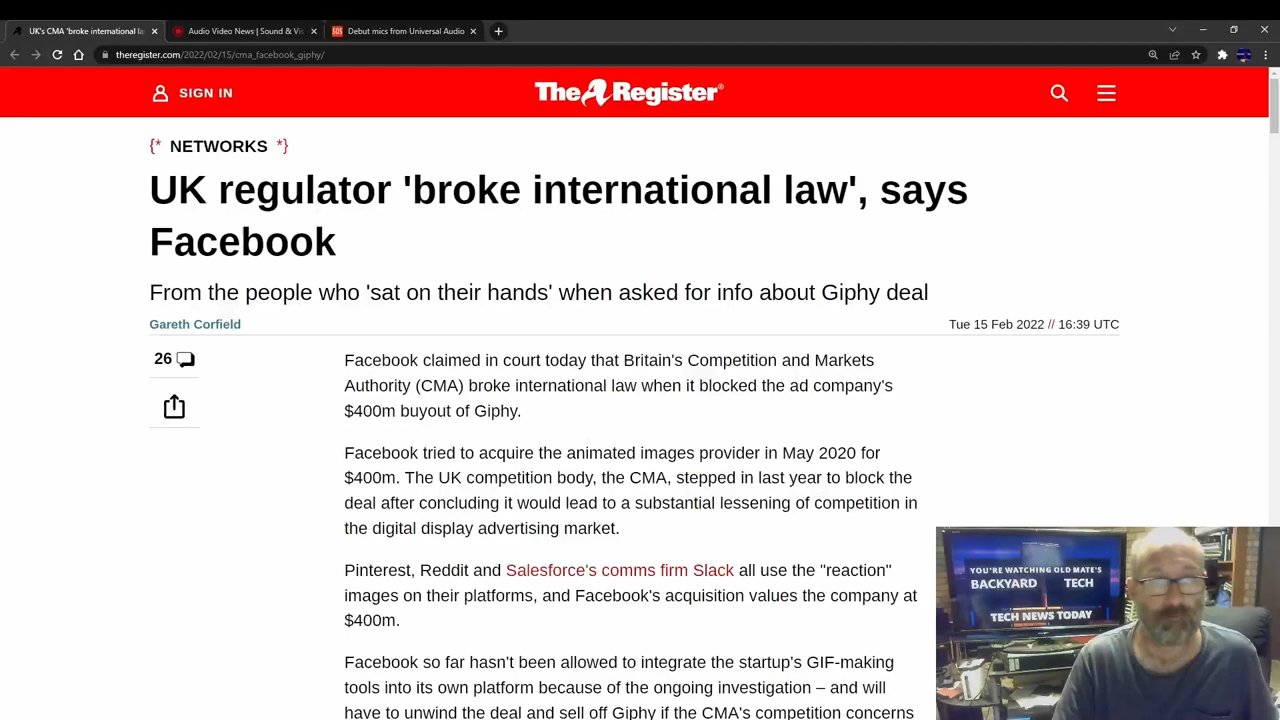 UK's CMA 'broke international la
Audio Video News | Sound & Vi
Debut mics from Universal Audio
theregister.com/2022/02/15/cma_facebook_giphy/
SIGN IN
The Register®
{* NETWORKS *}
UK regulator 'broke international law', says
Facebook
From the people who 'sat on their hands' when asked for info about Giphy deal
Gareth Corfield
Tue 15 Feb 2022 // 16:39 UTC
26
Facebook claimed in court today that Britain's Competition and Markets
Authority (CMA) broke international law when it blocked the ad company's
$400m buyout of Giphy.
Facebook tried to acquire the animated images provider in May 2020 for
$400m. The UK competition body, the CMA, stepped in last year to block the
deal after concluding it would lead to a substantial lessening of competition in
the digital display advertising market.
Pinterest, Reddit and Salesforce's comms firm Slack all use the "reaction"
images on their platforms, and Facebook's acquisition values the company at
$400m.
Facebook so far hasn't been allowed to integrate the startup's GIF-making
tools into its own platform because of the ongoing investigation – and will
have to unwind the deal and sell off Giphy if the CMA's competition concerns
YOU'RE WATCHING OLD MATE'S
BACKYARD TECH
TECH NEWS TODAY